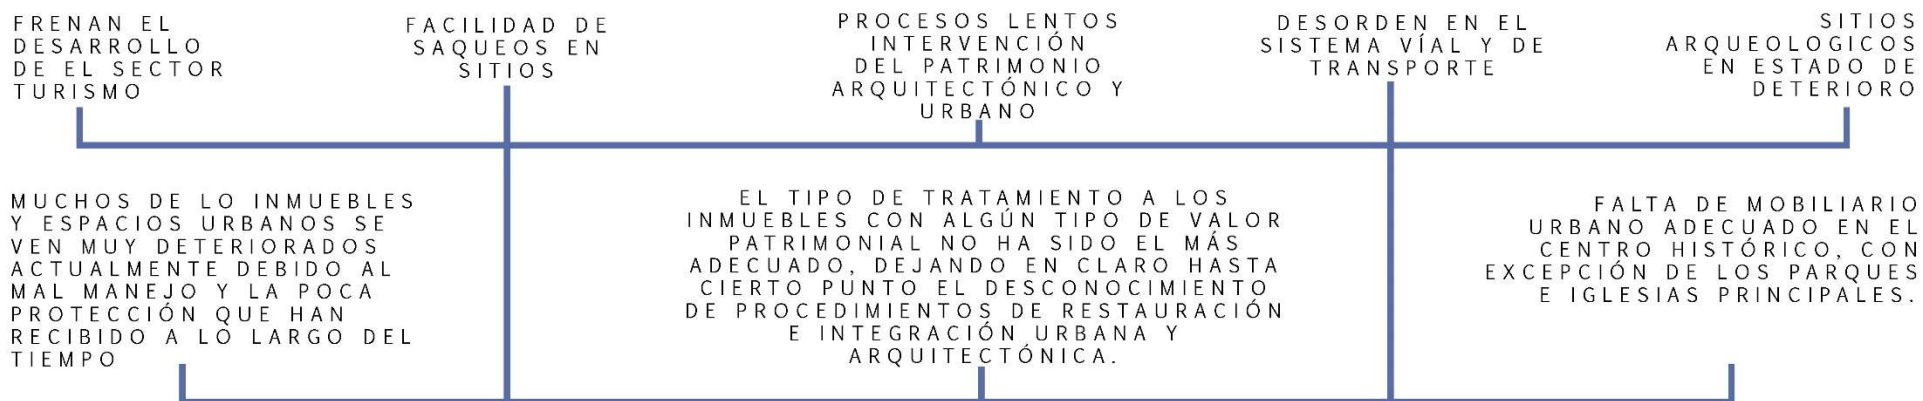 FRENAN EL
DESARROLLO
DE EL SECTOR
TURISMO
FACILIDAD DE
SAQUEOS EN
SITIOS
PROCESOS LENTOS
INTERVENCIÓN
DEL PATRIMONIO
ARQUITECTÓNICO Y
URBANO
DESORDEN EN EL
SISTEMA VÍAL Y DE
TRANSPORTE
SITIOS
ARQUEOLOGICOS
EN ESTADO DE
DETERIORO
MUCHOS DE LO INMUEBLES
Y ESPACIOS URBANOS SE
VEN MUY DETERIORADOS
ACTUALMENTE DEBIDO AL
MAL MANEJO Y LA POCA
PROTECCIÓN QUE HAN
RECIBIDO A LO LARGO DEL
TIEMPO
EL TIPO DE TRATAMIENTO A LOS
INMUEBLES CON ALGÚN TIPO DE VALOR
PATRIMONIAL NO HA SIDO EL MÁS
ADECUADO, DEJANDO EN CLARO HASTA
CIERTO PUNTO EL DESCONOCIMIENTO
DE PROCEDIMIENTOS DE RESTAURACIÓN
E INTEGRACIÓN URBANA Y
ARQUITECTÓNICA.
FALTA DE MOBILIARIO
URBANO ADECUADO EN EL
CENTRO HISTÓRICO, CON
EXCEPCIÓN DE LOS PARQUES
E IGLESIAS PRINCIPALES.